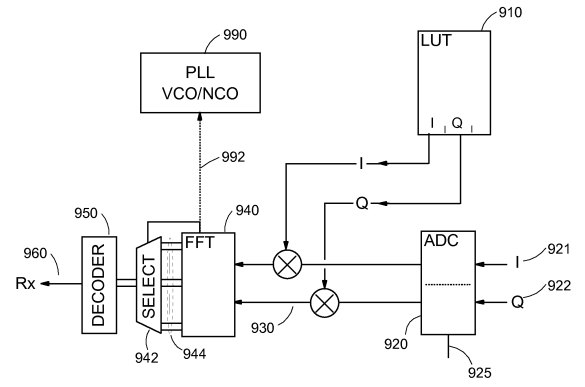 990
910
PLL
VCO/NCO
LUT
I
Q
992
I
Q
950
940
960
DECODER
SELECT
FFT
ADC
I
921
Rx
Q
922
930
942
944
920
925